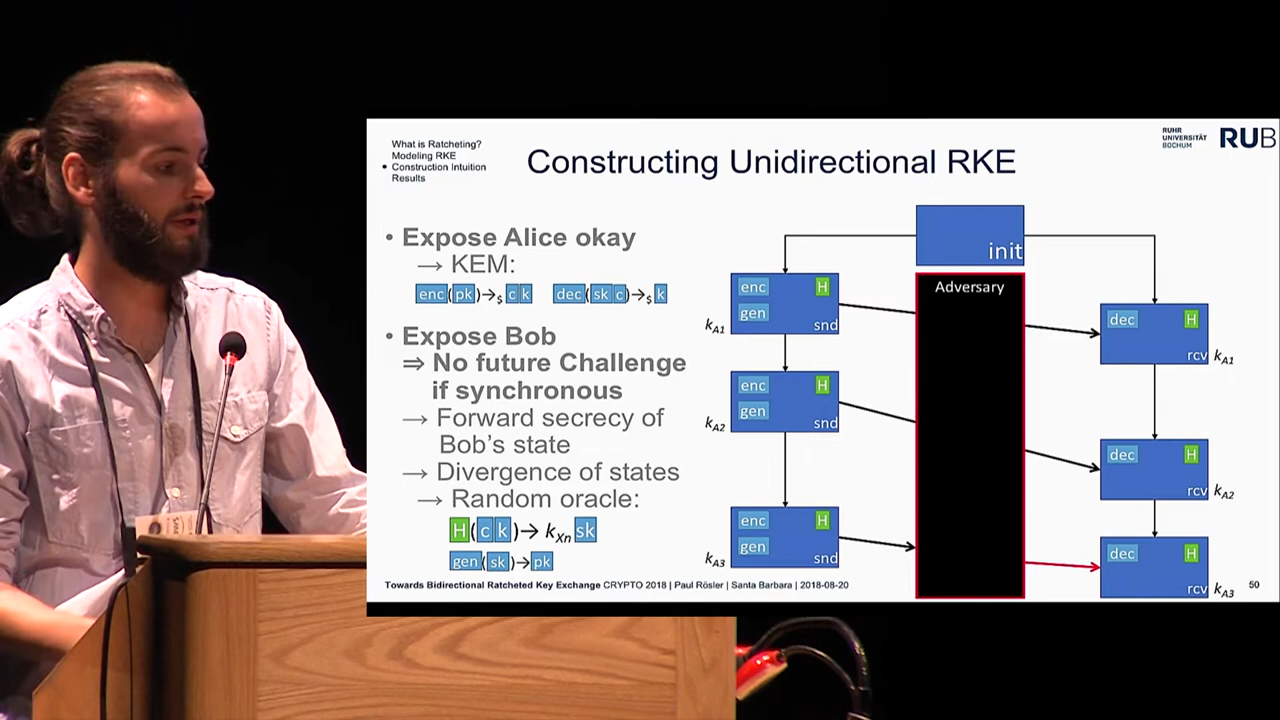 What is Ratcheting?
Modeling RKE
• Construction Intuition
Results
Constructing Unidirectional RKE
RUHR
UNIVERSITÄT
BOCHUM
RUB
• Expose Alice okay
→ KEM:
enc(pk)→$ c k dec(sk c)→$ k
• Expose Bob
⇒ No future Challenge
if synchronous
→ Forward secrecy of
Bob's state
→ Divergence of states
→ Random oracle:
H(c k)→ kXn sk
gen(sk)→pk
init
Adversary
enc H
gen
snd
kA1
enc H
gen
snd
kA2
enc H
gen
snd
kA3
dec H
rcv kA1
dec H
rcv kA2
dec H
rcv kA3
Towards Bidirectional Ratcheted Key Exchange CRYPTO 2018 | Paul Rösler | Santa Barbara | 2018-08-20
50